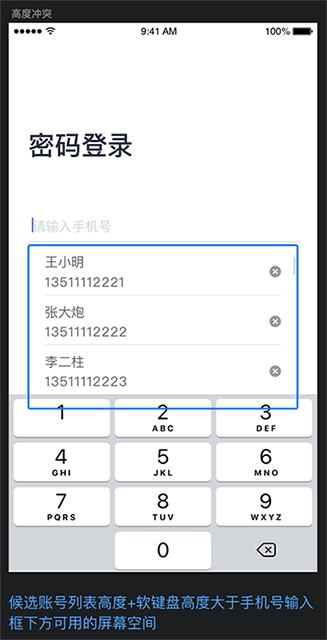 高度冲突
9:41 AM
100%
密码登录
请输入手机号
王小明
13511112221
张大炮
13511112222
李二柱
13511112223
1
2
ABC
3
DEF
4
GHI
5
JKL
6
MNO
7
PQRS
8
TUV
9
WXYZ
0
候选账号列表高度+软键盘高度大于手机号输入
框下方可用的屏幕空间